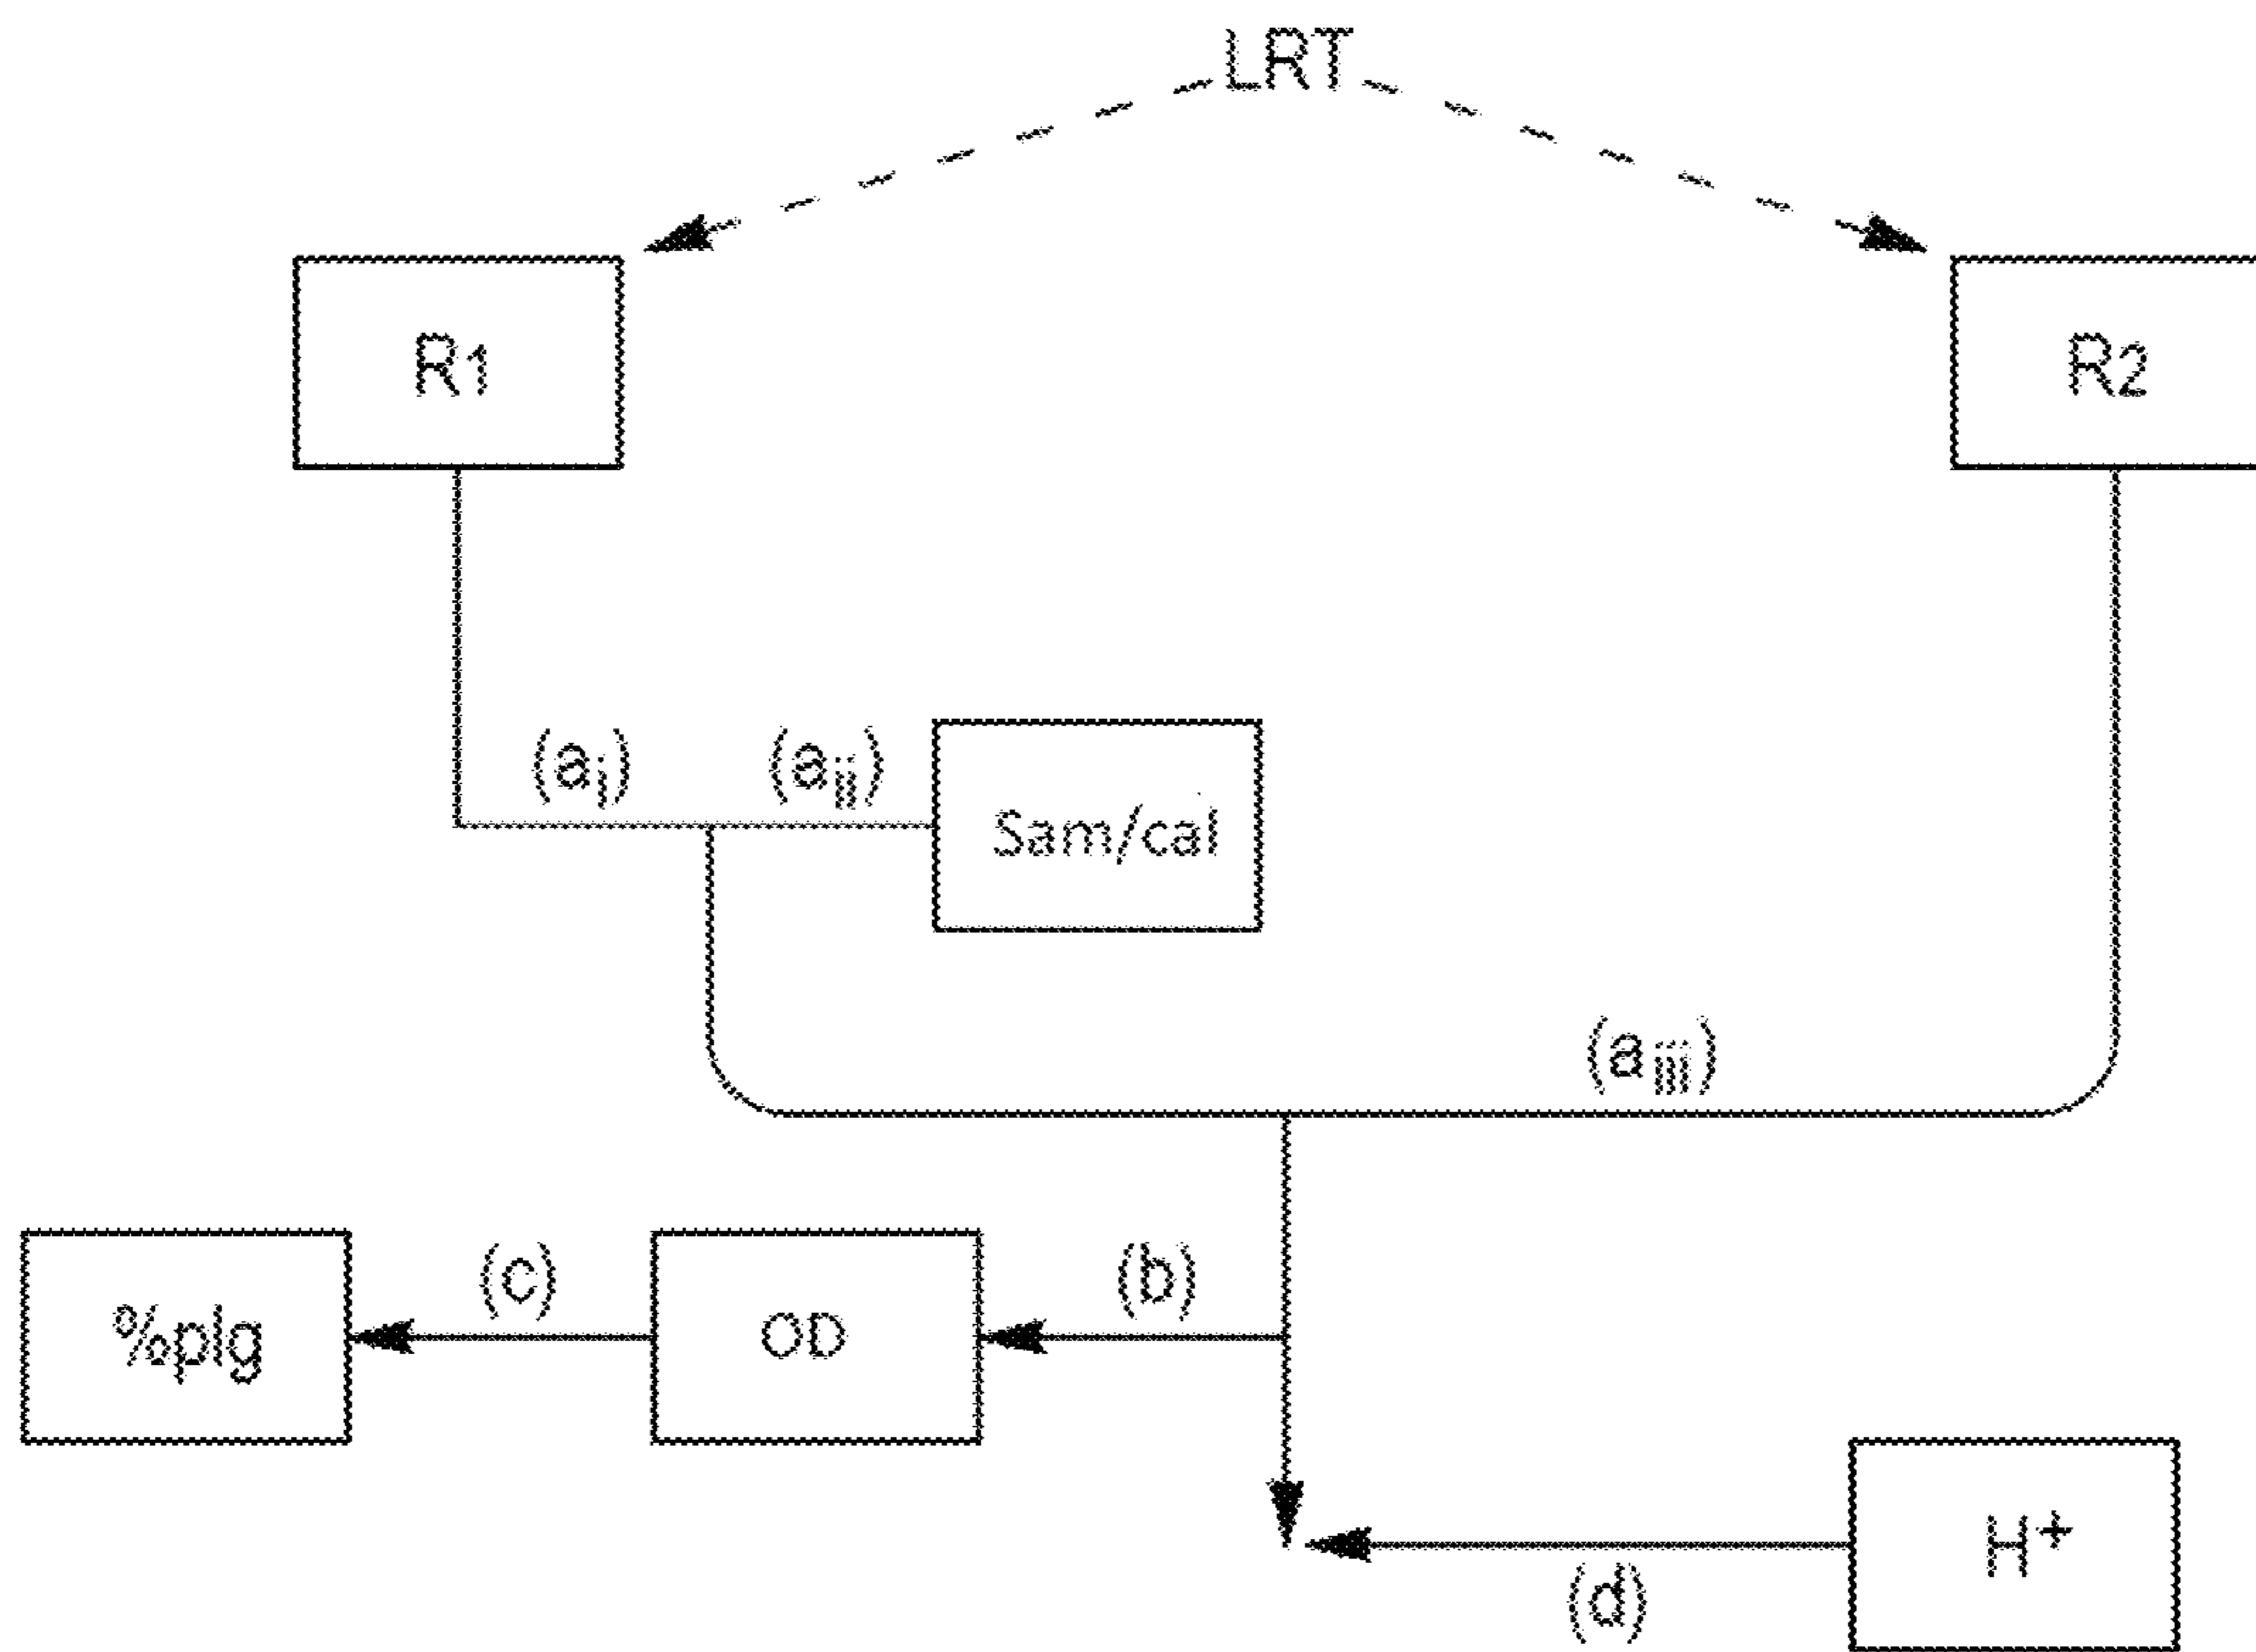 LRT
R1
R2
(ai) (aii)
Sam/cal
(aiii)
%plg (c) OD (b)
H+
(d)